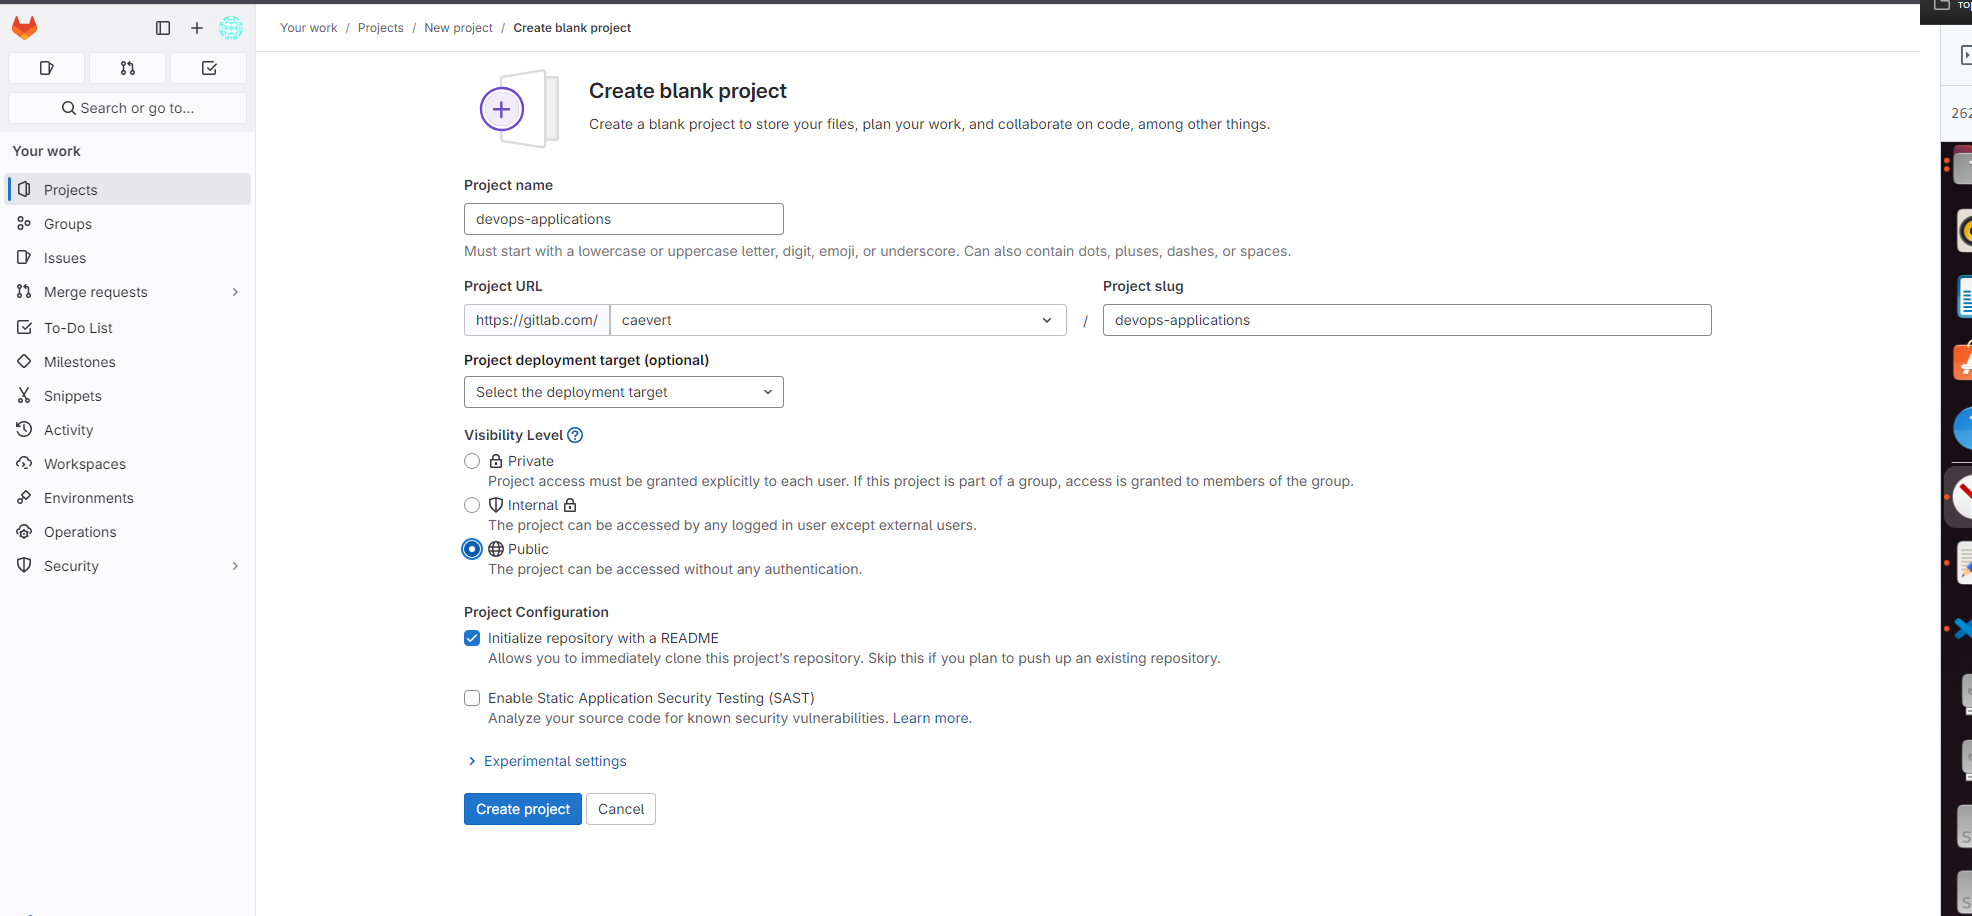 Your work / Projects / New project / Create blank project
Search or go to...
Your work
Projects
Groups
Issues
Merge requests
To-Do List
Milestones
Snippets
Activity
Workspaces
Environments
Operations
Security
Create blank project
Create a blank project to store your files, plan your work, and collaborate on code, among other things.
Project name
devops-applications
Must start with a lowercase or uppercase letter, digit, emoji, or underscore. Can also contain dots, pluses, dashes, or spaces.
Project URL
Project slug
https://gitlab.com/ caevert / devops-applications
Project deployment target (optional)
Select the deployment target
Visibility Level
Private
Project access must be granted explicitly to each user. If this project is part of a group, access is granted to members of the group.
Internal
The project can be accessed by any logged in user except external users.
Public
The project can be accessed without any authentication.
Project Configuration
Initialize repository with a README
Allows you to immediately clone this project's repository. Skip this if you plan to push up an existing repository.
Enable Static Application Security Testing (SAST)
Analyze your source code for known security vulnerabilities. Learn more.
Experimental settings
Create project
Cancel